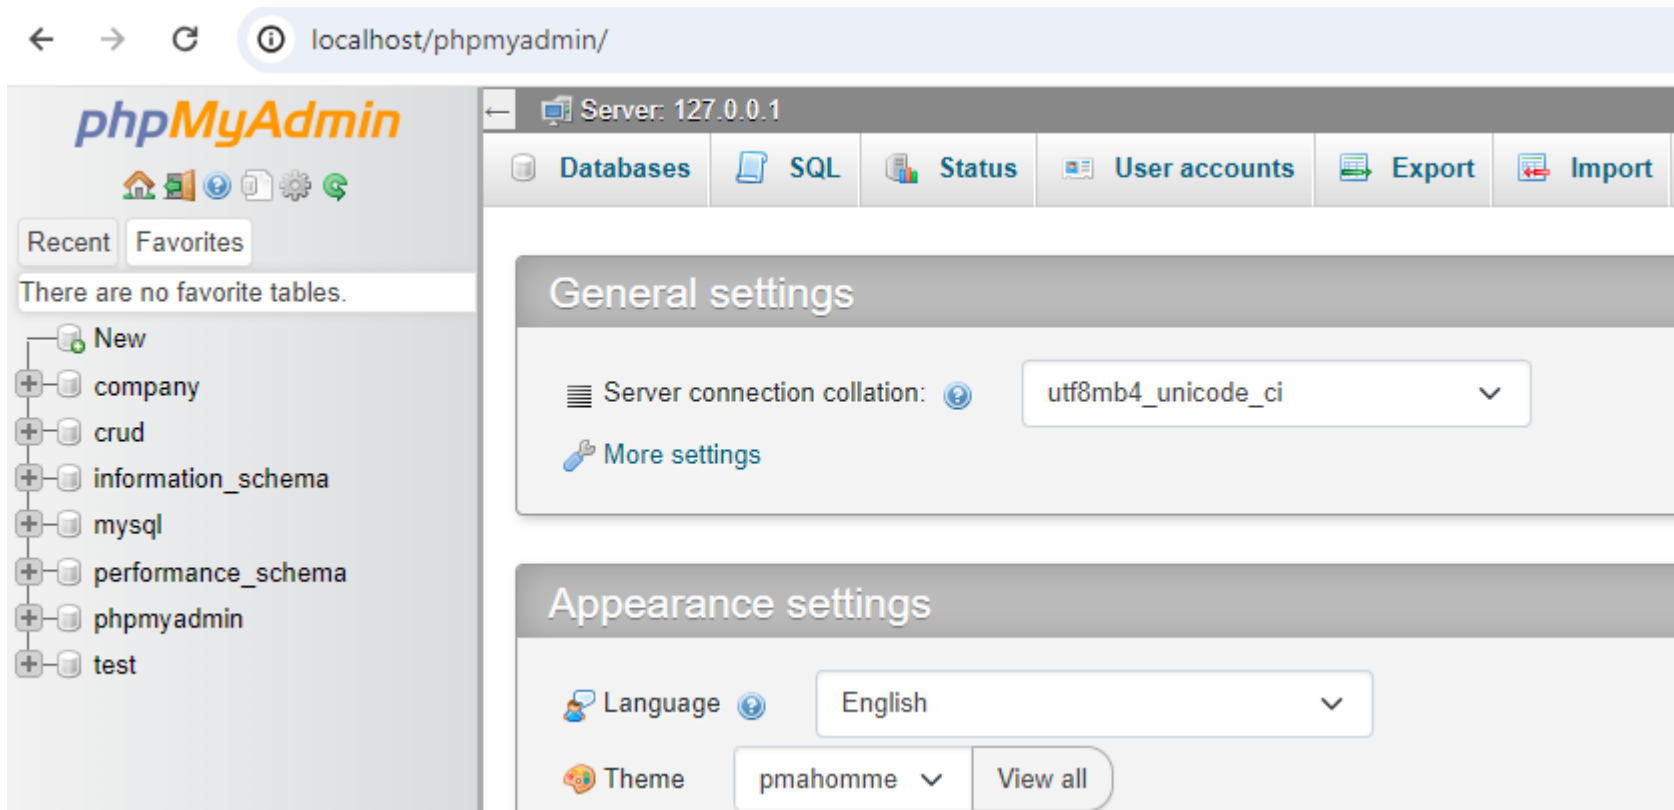 localhost/phpmyadmin/
phpMyAdmin
Recent Favorites
There are no favorite tables.
New
company
crud
information_schema
mysql
performance_schema
phpmyadmin
test
Server: 127.0.0.1
Databases SQL Status User accounts Export Import
General settings
Server connection collation: utf8mb4_unicode_ci
More settings
Appearance settings
Language English
Theme pmahomme View all